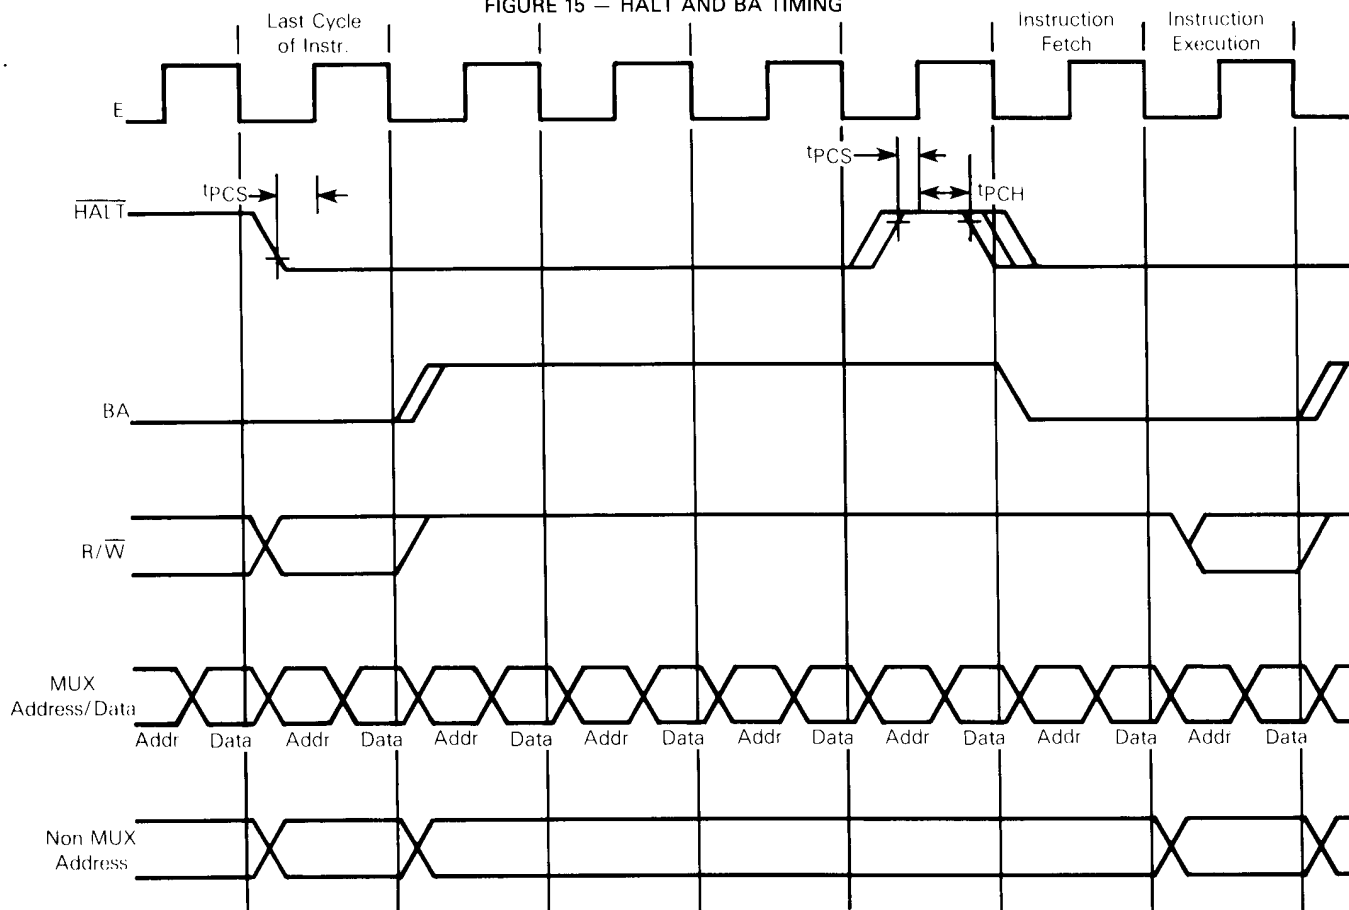 FIGURE 15 — HALT AND BA TIMING
Last Cycle
of Instr.
Instruction
Fetch
Instruction
Execution
E
tPCS
tPCS
tPCH
HALT
BA
R/W
MUX
Address/Data
Addr Data Addr Data Addr Data Addr Data Addr Data Addr Data Addr Data Addr Data
Non MUX
Address